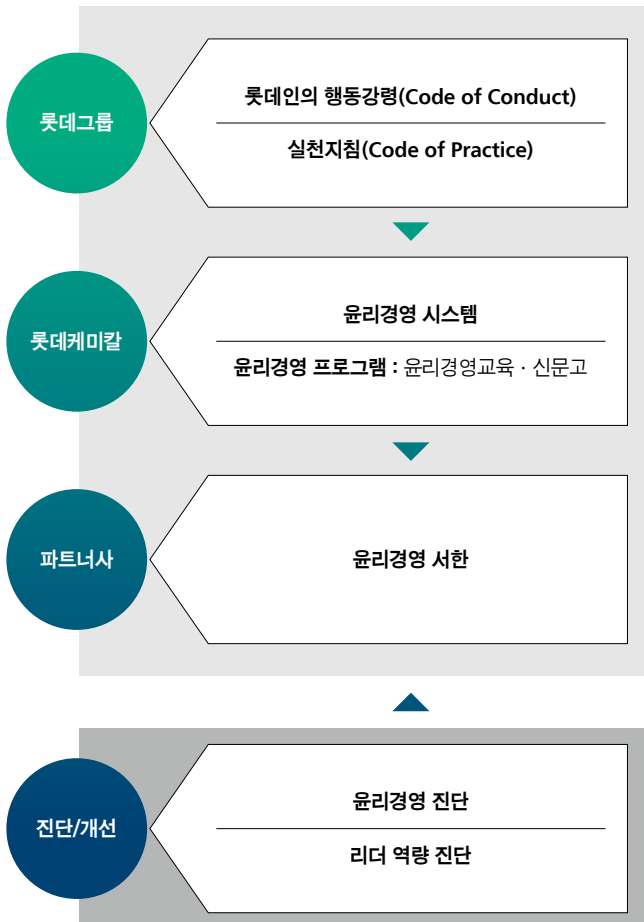 롯데그룹
롯데인의 행동강령(Code of Conduct)
실천지침(Code of Practice)
롯데케미칼
윤리경영 시스템
윤리경영 프로그램 : 윤리경영교육 · 신문고
파트너사
윤리경영 서한
진단/개선
윤리경영 진단
리더 역량 진단